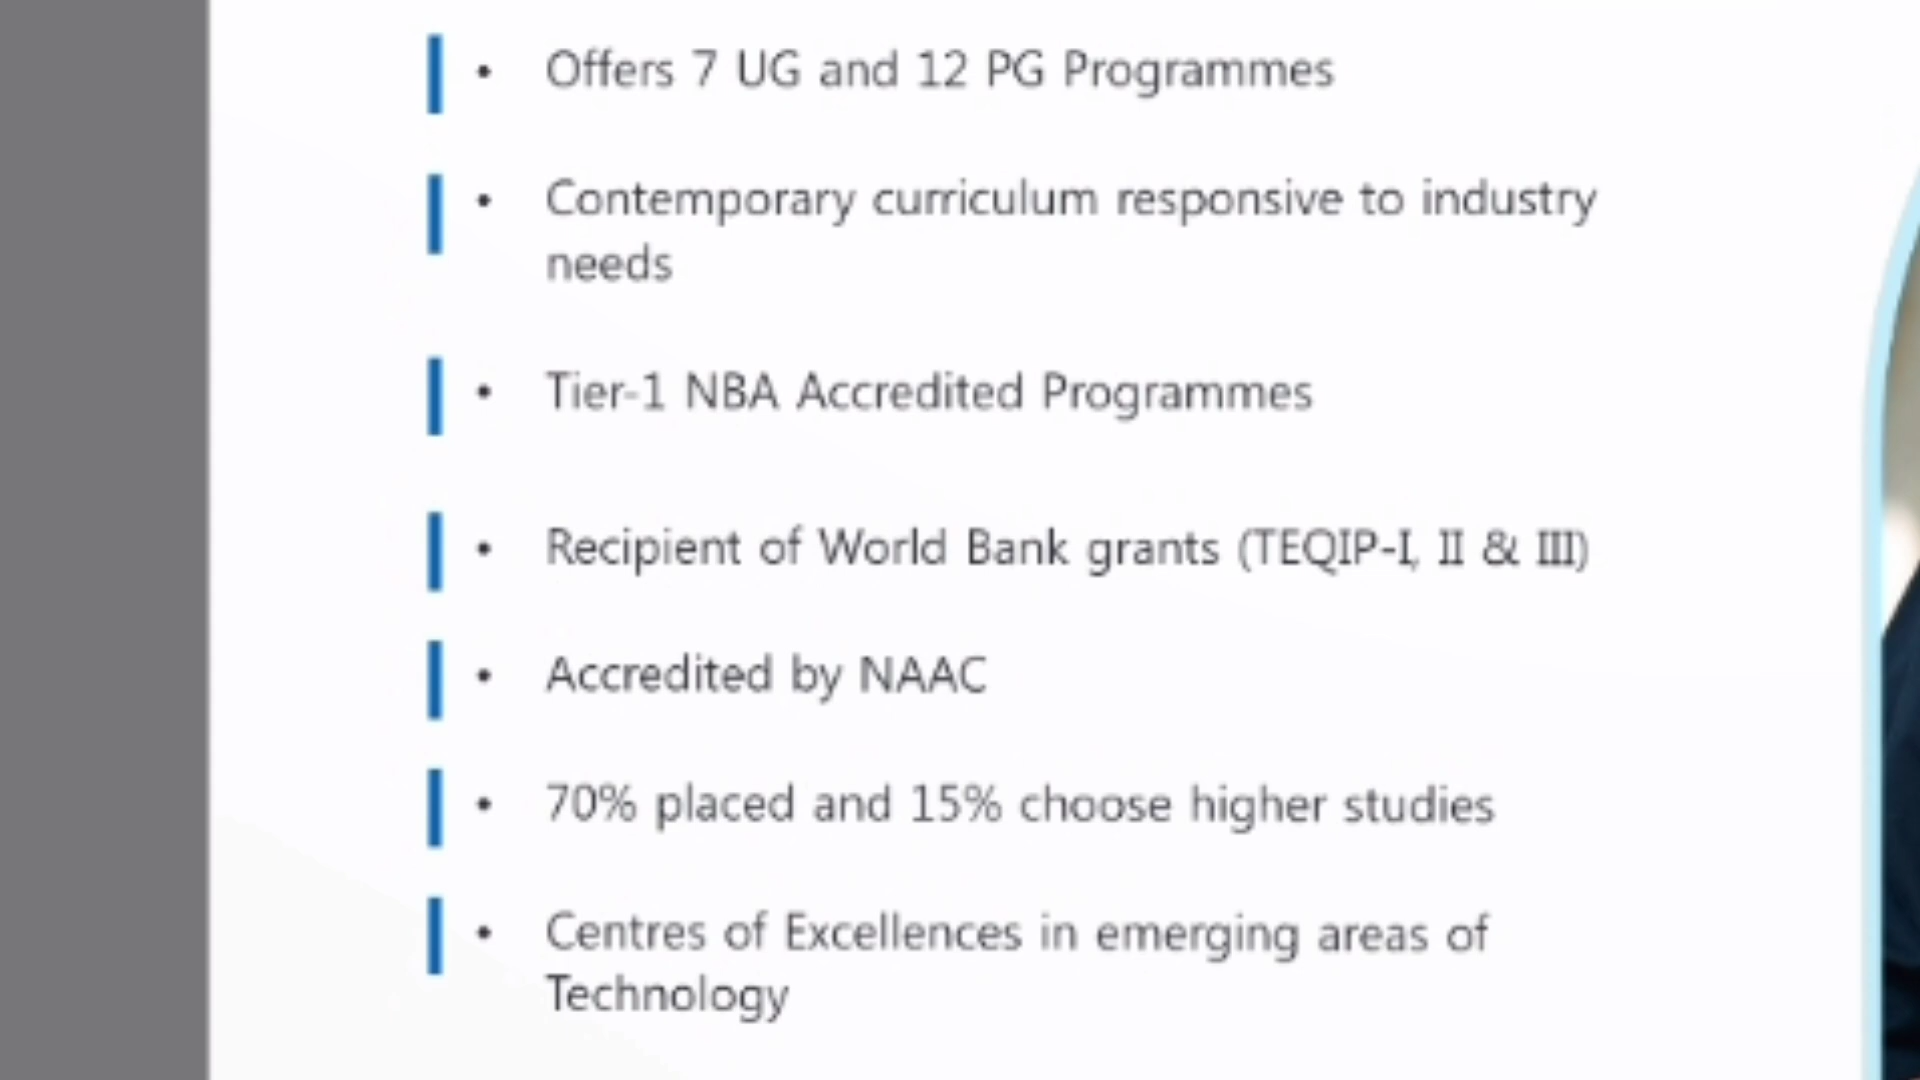 • Offers 7 UG and 12 PG Programmes
• Contemporary curriculum responsive to industry
needs
• Tier-1 NBA Accredited Programmes
• Recipient of World Bank grants (TEQIP-I, II & III)
• Accredited by NAAC
• 70% placed and 15% choose higher studies
• Centres of Excellences in emerging areas of
Technology